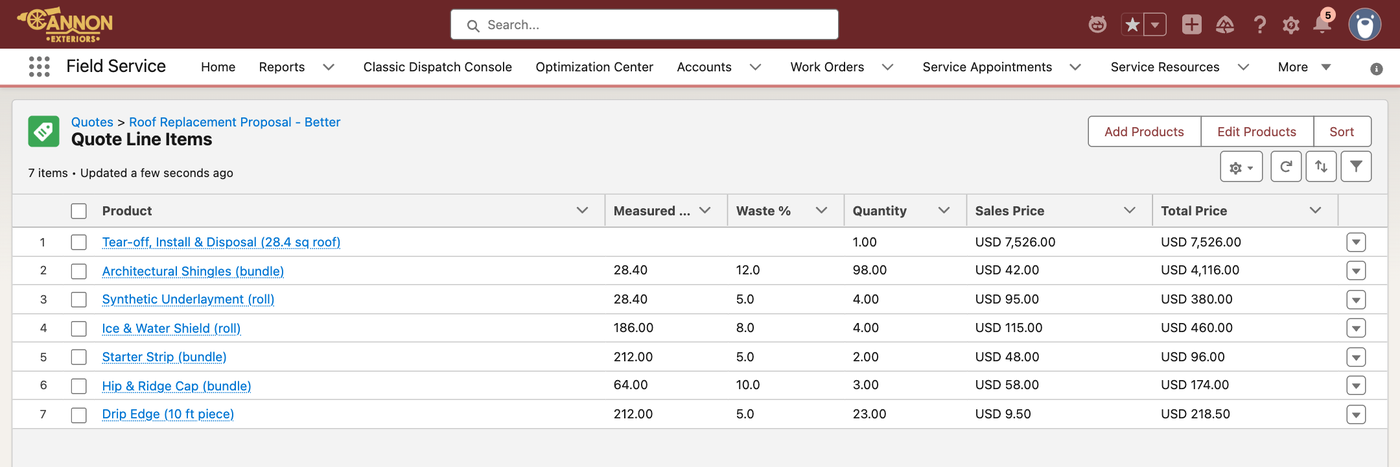 CANNON
•EXTERIORS•
Search...
5
Field Service
Home
Reports
Classic Dispatch Console
Optimization Center
Accounts
Work Orders
Service Appointments
Service Resources
More
Quotes > Roof Replacement Proposal - Better
Quote Line Items
Add Products
Edit Products
Sort
7 items • Updated a few seconds ago
Product Measured ... Waste % Quantity Sales Price Total Price
1 Tear-off, Install & Disposal (28.4 sq roof) 1.00 USD 7,526.00 USD 7,526.00
2 Architectural Shingles (bundle) 28.40 12.0 98.00 USD 42.00 USD 4,116.00
3 Synthetic Underlayment (roll) 28.40 5.0 4.00 USD 95.00 USD 380.00
4 Ice & Water Shield (roll) 186.00 8.0 4.00 USD 115.00 USD 460.00
5 Starter Strip (bundle) 212.00 5.0 2.00 USD 48.00 USD 96.00
6 Hip & Ridge Cap (bundle) 64.00 10.0 3.00 USD 58.00 USD 174.00
7 Drip Edge (10 ft piece) 212.00 5.0 23.00 USD 9.50 USD 218.50